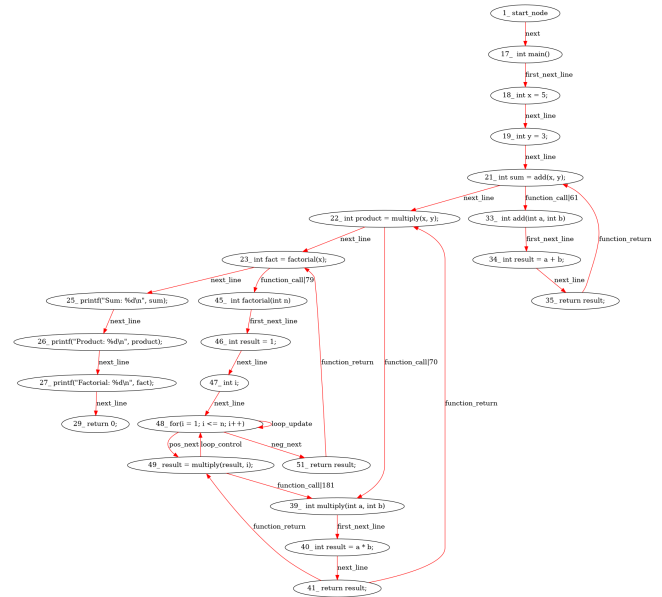 1_ start_node
next
17_ int main()
first_next_line
18_ int x = 5;
next_line
19_ int y = 3;
next_line
21_ int sum = add(x, y);
next_line
function_call|61
22_ int product = multiply(x, y);
33_ int add(int a, int b)
next_line
first_next_line
function_return
23_ int fact = factorial(x);
34_ int result = a + b;
next_line
function_call|79
next_line
25_ printf("Sum: %d\n", sum);
45_ int factorial(int n)
35_ return result;
next_line
first_next_line
26_ printf("Product: %d\n", product);
46_ int result = 1;
next_line
next_line
function_return
function_call|70
27_ printf("Factorial: %d\n", fact);
47_ int i;
next_line
next_line
function_return
29_ return 0;
48_ for(i = 1; i <= n; i++)
loop_update
pos_next
loop_control
neg_next
49_ result = multiply(result, i);
51_ return result;
function_call|181
39_ int multiply(int a, int b)
function_return
first_next_line
40_ int result = a * b;
next_line
41_ return result;